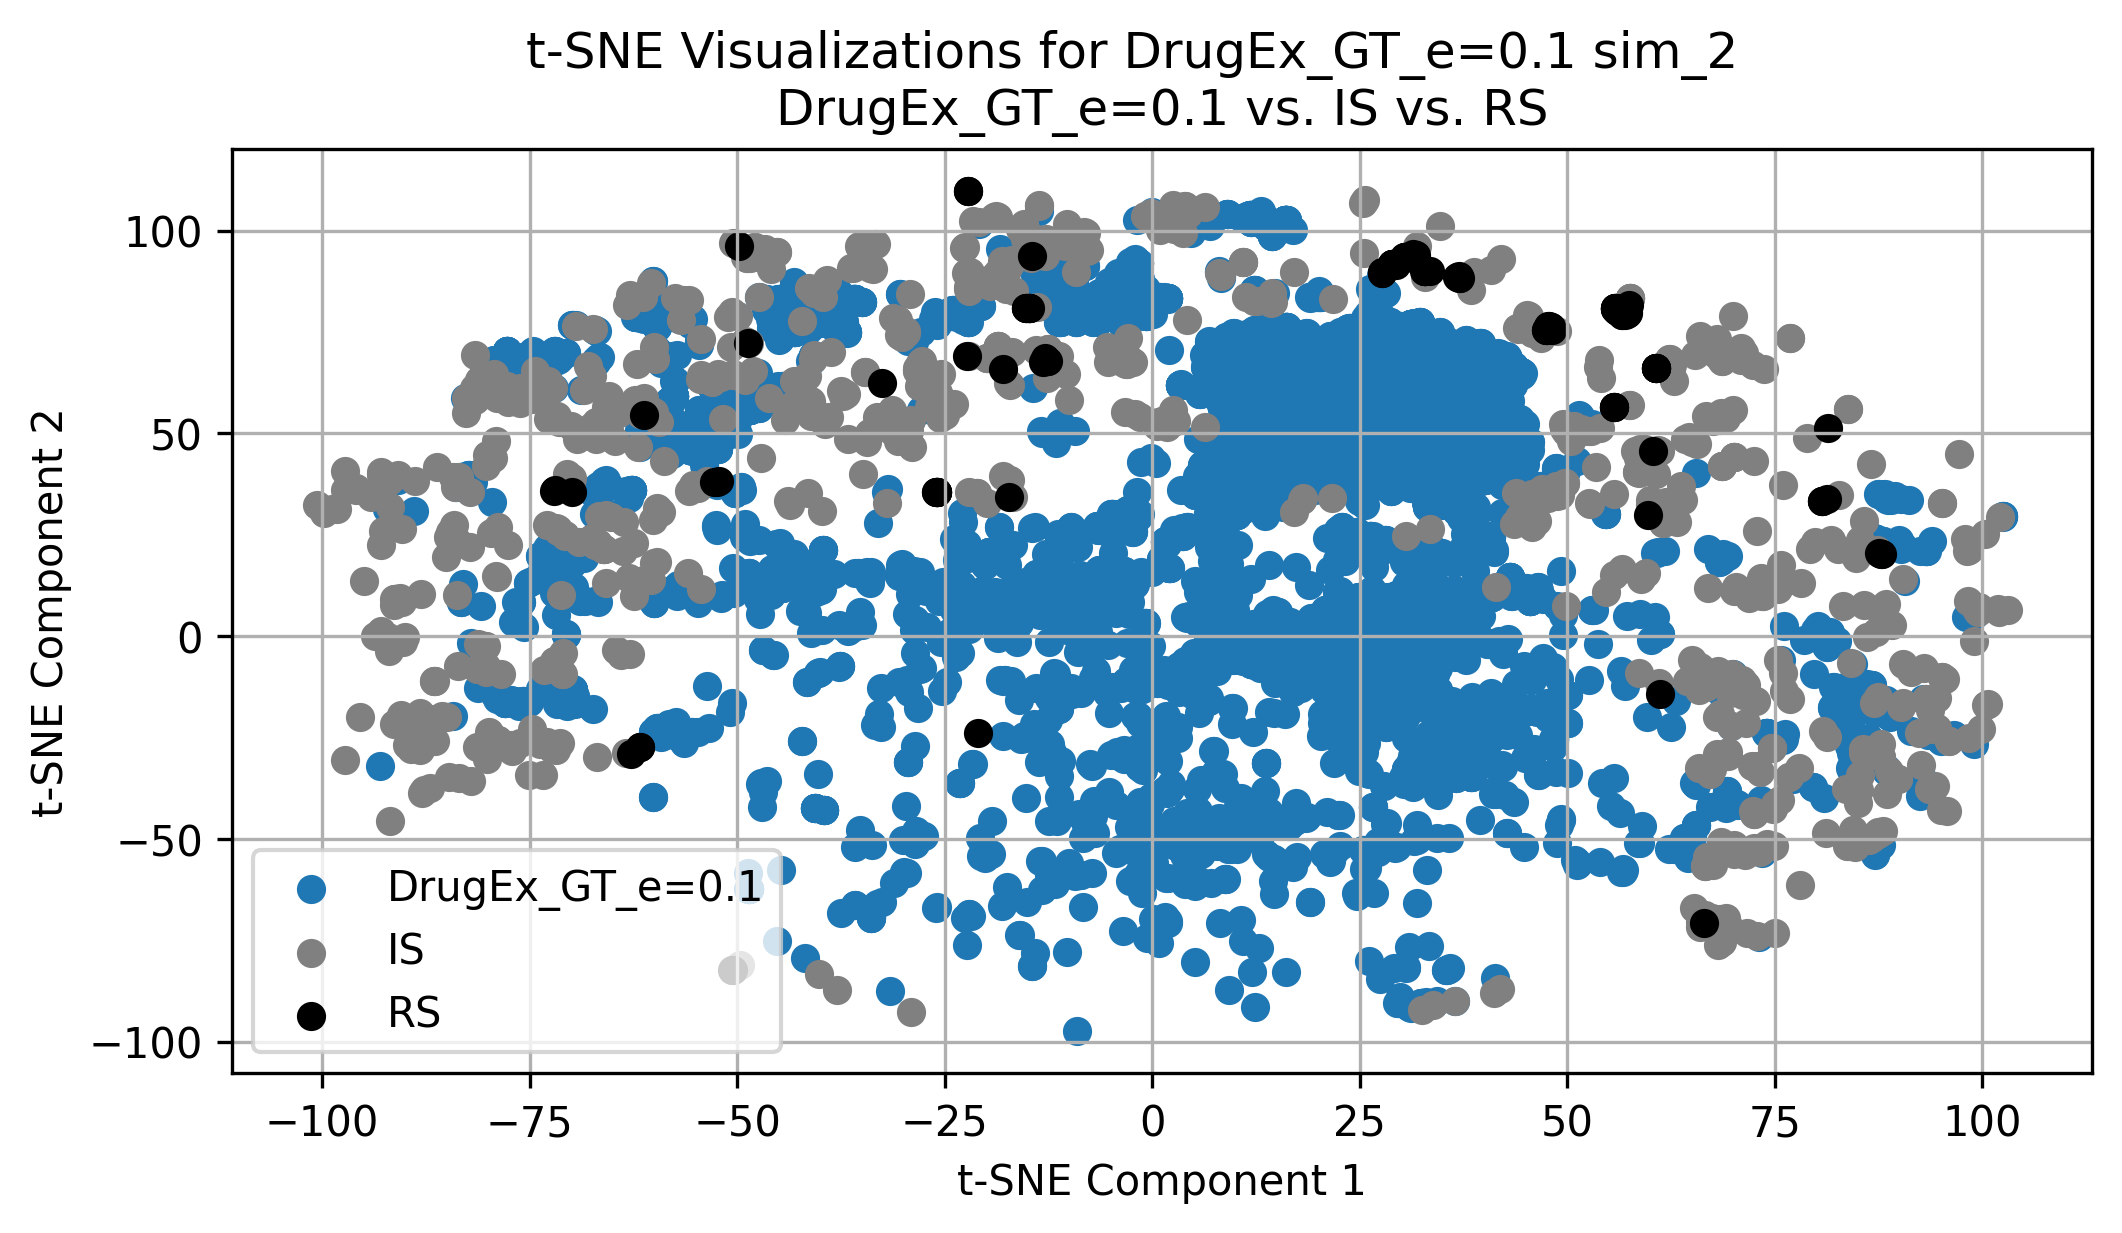 t-SNE Visualizations for DrugEx_GT_e=0.1 sim_2
DrugEx_GT_e=0.1 vs. IS vs. RS
t-SNE Component 2
100
50
0
−50
−100
DrugEx_GT_e=0.1
IS
RS
−100 −75 −50 −25 0 25 50 75 100
t-SNE Component 1